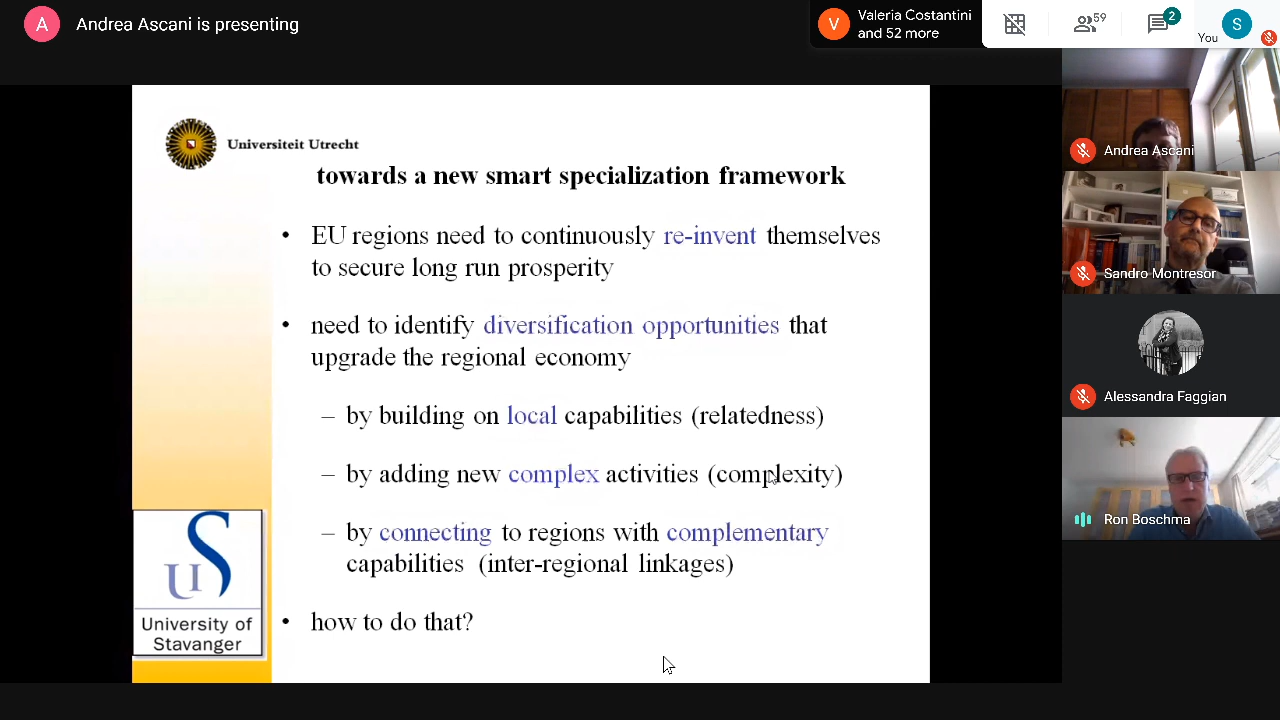 A
Andrea Ascani is presenting
V
Valeria Costantini
and 52 more
59
2
You
S
Universiteit Utrecht
towards a new smart specialization framework
• EU regions need to continuously re-invent themselves
to secure long run prosperity
• need to identify diversification opportunities that
upgrade the regional economy
– by building on local capabilities (relatedness)
– by adding new complex activities (complexity)
– by connecting to regions with complementary
capabilities (inter-regional linkages)
• how to do that?
US
University of
Stavanger
Andrea Ascani
Sandro Montresor
Alessandra Faggian
Ron Boschma